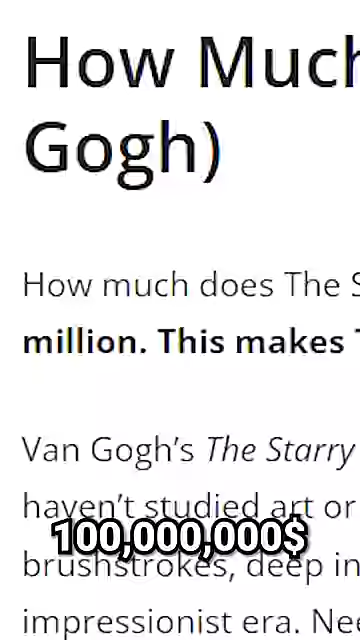 How Much
Gogh)
How much does The S
million. This makes T
Van Gogh’s The Starry
haven’t studied art or
100,000,000$
brushstrokes, deep in
impressionist era. Nee